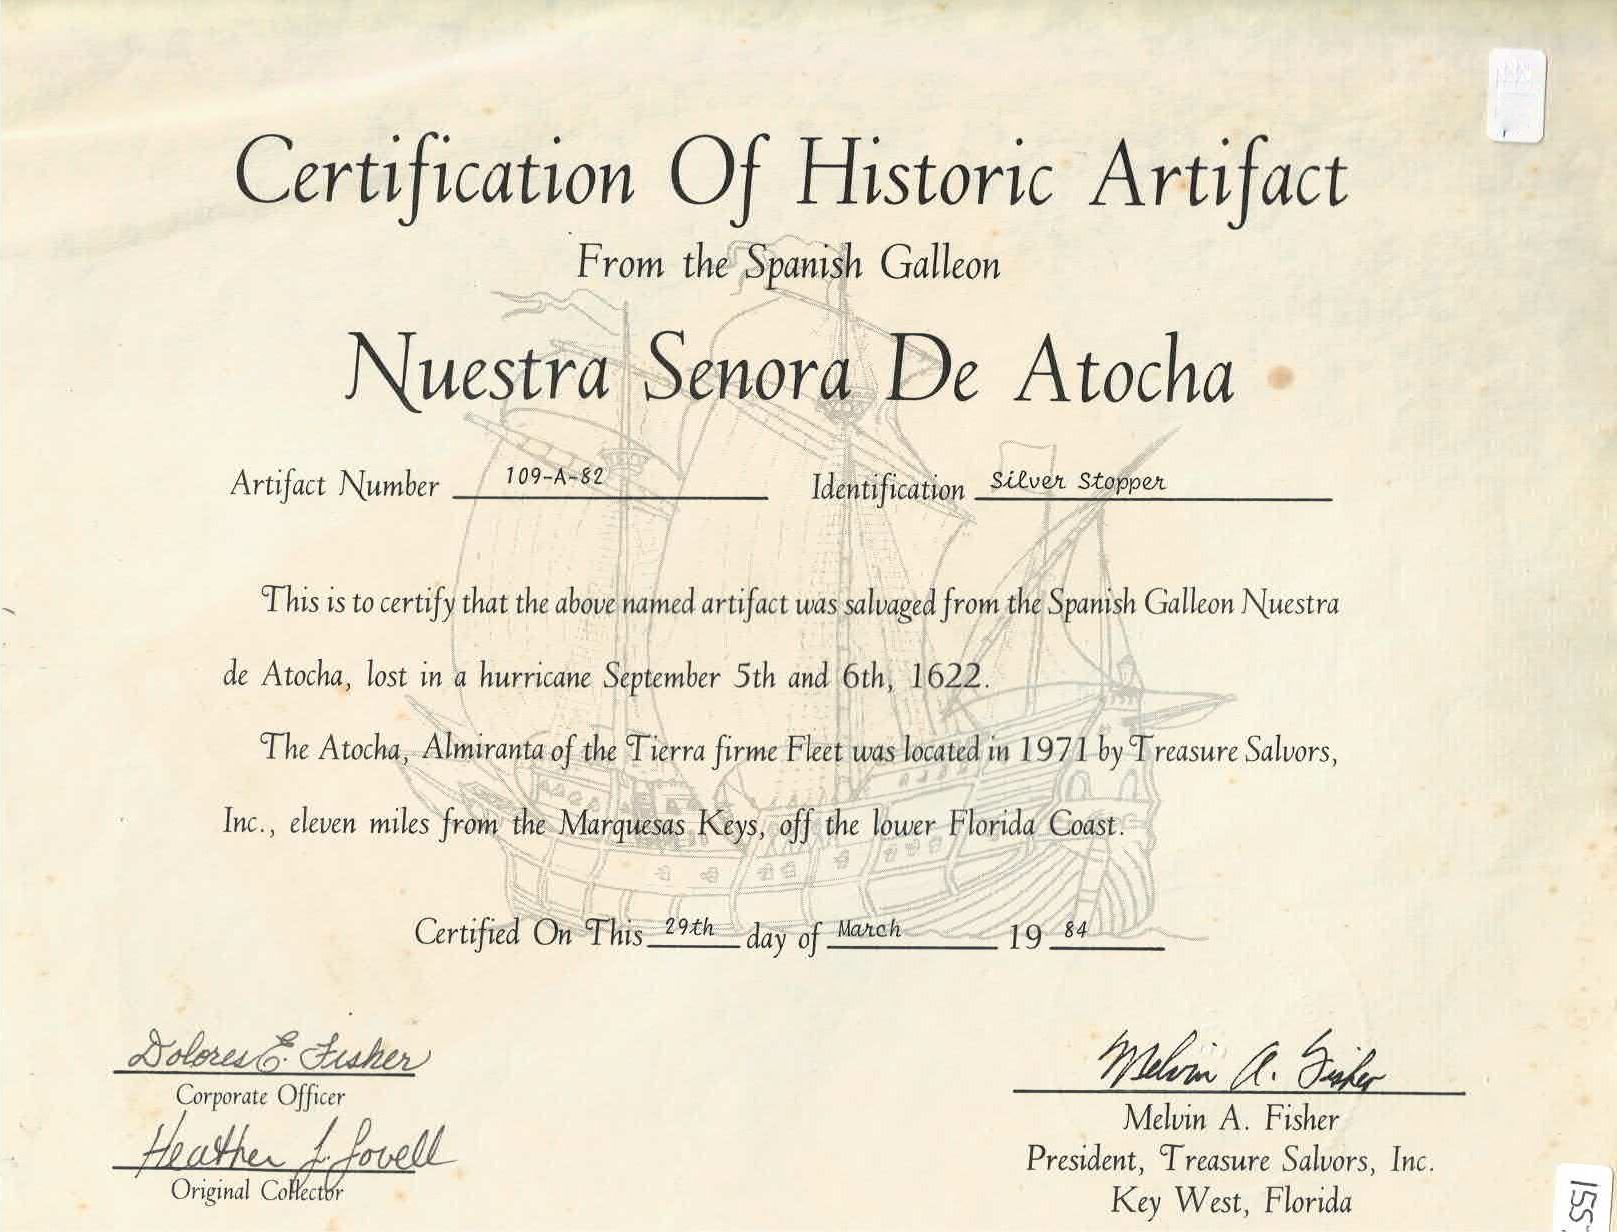 Certification Of Historic Artifact
From the Spanish Galleon
Nuestra Senora De Atocha
Artifact Number 109-A-82 Identification Silver Stopper
This is to certify that the above named artifact was salvaged from the Spanish Galleon Nuestra
de Atocha, lost in a hurricane September 5th and 6th, 1622.
The Atocha, Almiranta of the Tierra firme Fleet was located in 1971 by Treasure Salvors,
Inc., eleven miles from the Marquesas Keys, off the lower Florida Coast.
Certified On This 29th day of March 19 84
Dolores E. Fisher
Corporate Officer
Heather J. Lovell
Original Collector
Melvin A. Fisher
Melvin A. Fisher
President, Treasure Salvors, Inc.
Key West, Florida